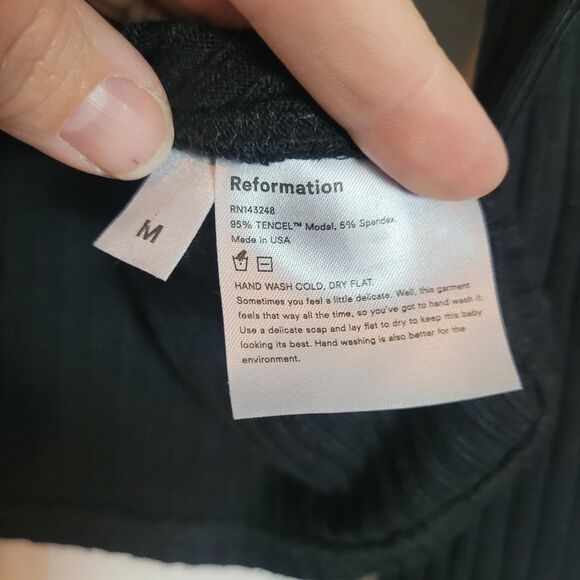 M
Reformation
RN143248
95% TENCEL™ Modal, 5% Spandex
Made in USA
HAND WASH COLD, DRY FLAT.
Sometimes you feel a little delicate. Well, this garment
feels that way all the time, so you've got to hand wash it.
Use a delicate soap and lay flat to dry to keep this baby
looking its best. Hand washing is also better for the
environment.